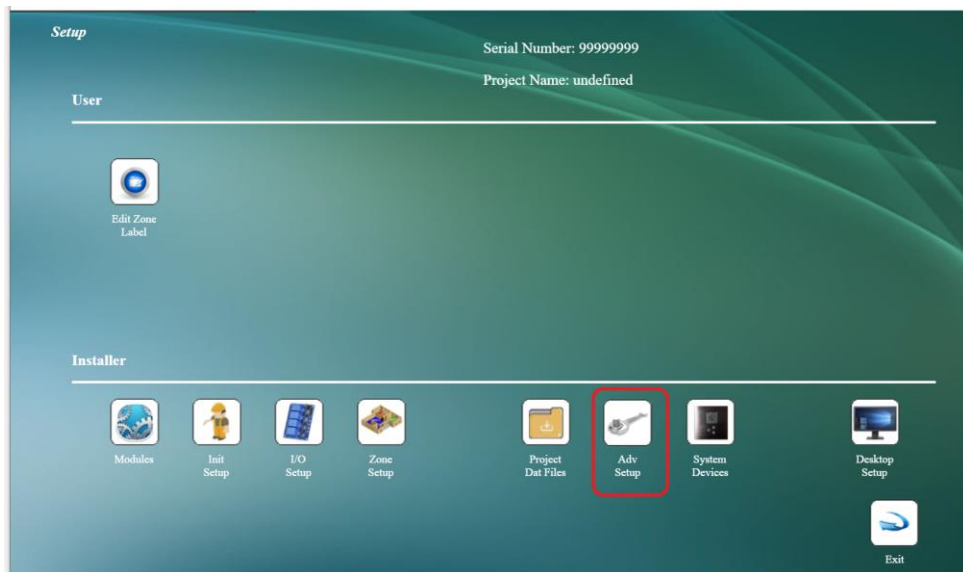 Setup
Serial Number: 99999999
Project Name: undefined
User
Edit Zone
Label
Installer
Modules
Init
Setup
I/O
Setup
Zone
Setup
Project
Dat Files
Adv
Setup
System
Devices
Desktop
Setup
Exit